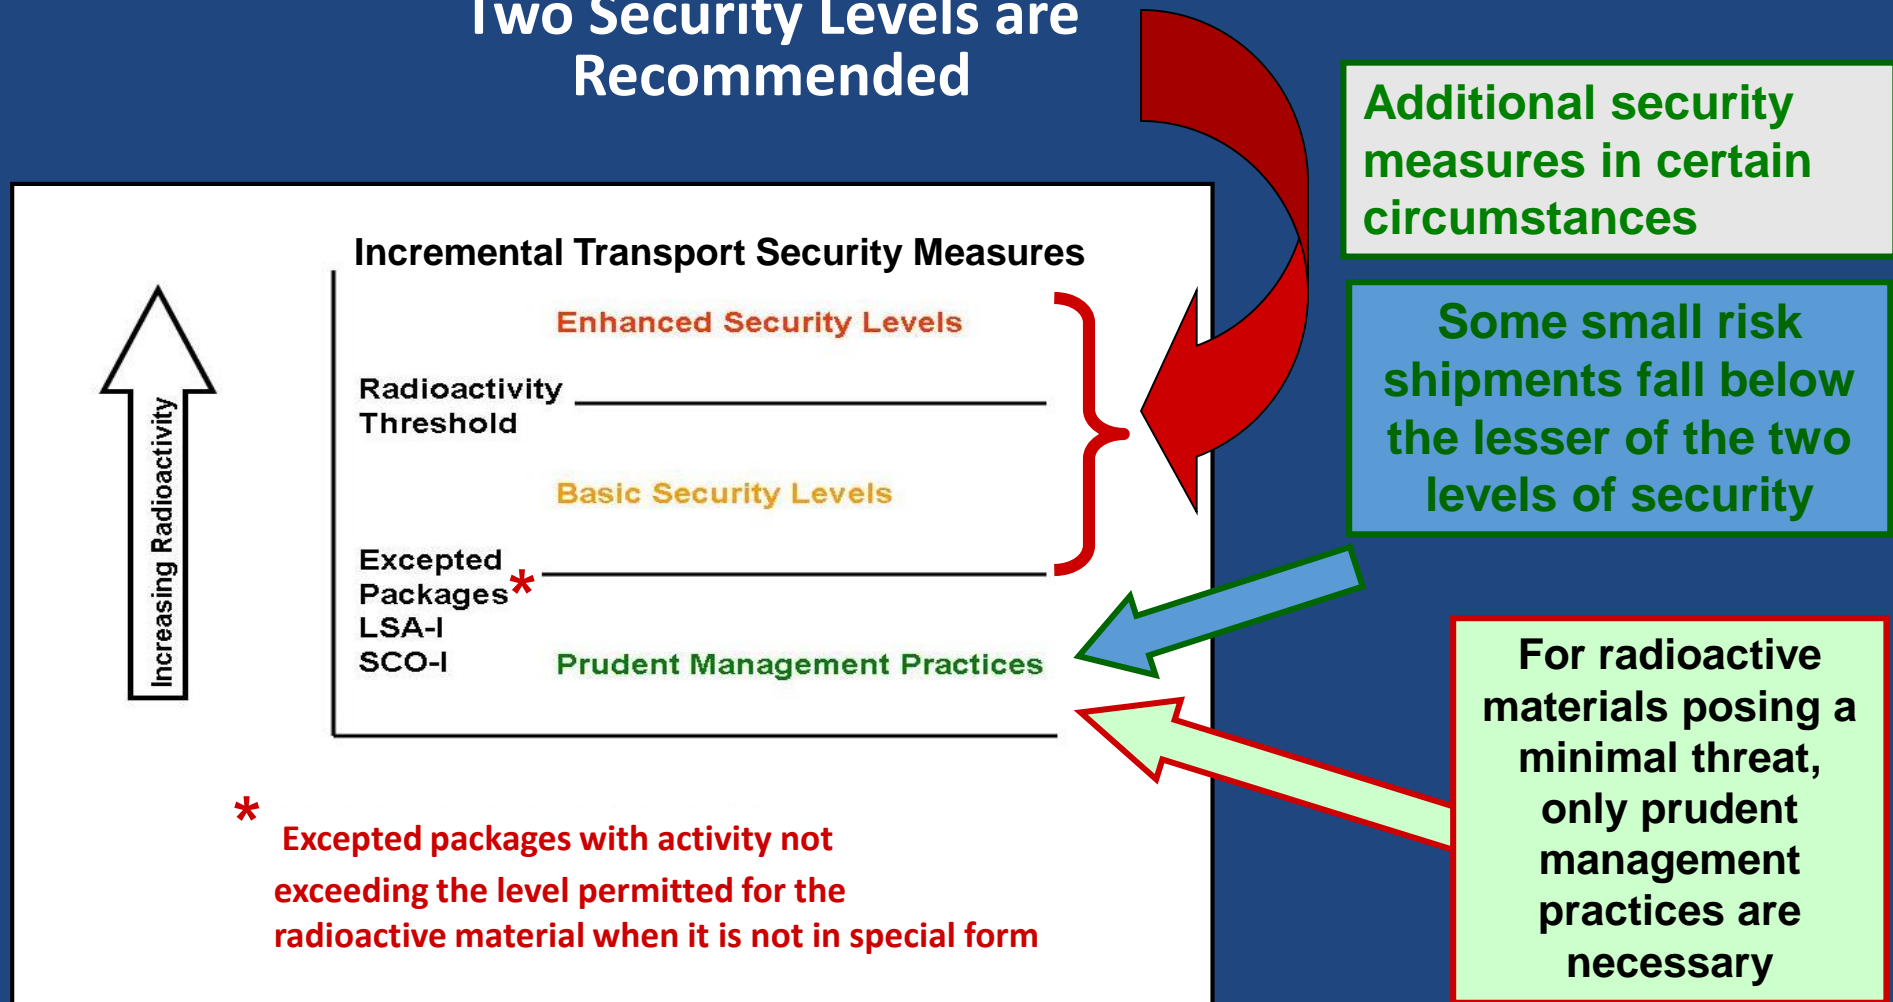 Two Security Levels are
Recommended
Additional security
measures in certain
circumstances
Some small risk
shipments fall below
the lesser of the two
levels of security
For radioactive
materials posing a
minimal threat,
only prudent
management
practices are
necessary
Incremental Transport Security Measures
Increasing Radioactivity
Enhanced Security Levels
Radioactivity
Threshold
Basic Security Levels
Excepted
Packages*
LSA-I
SCO-I
Prudent Management Practices
* Excepted packages with activity not
exceeding the level permitted for the
radioactive material when it is not in special form